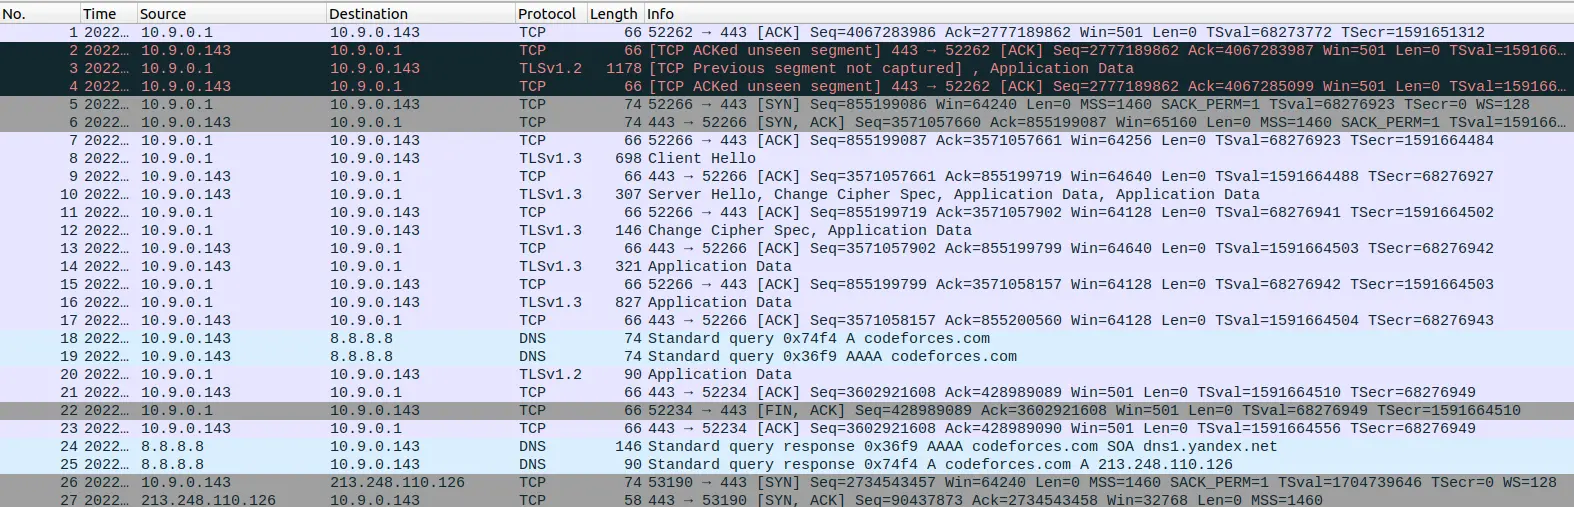 No. Time Source Destination Protocol Length Info
1 2022… 10.9.0.1 10.9.0.143 TCP 66 52262 → 443 [ACK] Seq=4067283986 Ack=2777189862 Win=501 Len=0 TSval=68273772 TSecr=1591651312
2 2022… 10.9.0.143 10.9.0.1 TCP 66 [TCP ACKed unseen segment] 443 → 52262 [ACK] Seq=2777189862 Ack=4067283987 Win=501 Len=0 TSval=159166…
3 2022… 10.9.0.1 10.9.0.143 TLSv1.2 1178 [TCP Previous segment not captured] , Application Data
4 2022… 10.9.0.143 10.9.0.1 TCP 66 [TCP ACKed unseen segment] 443 → 52262 [ACK] Seq=2777189862 Ack=4067285099 Win=501 Len=0 TSval=159166…
5 2022… 10.9.0.1 10.9.0.143 TCP 74 52266 → 443 [SYN] Seq=855199086 Win=64240 Len=0 MSS=1460 SACK_PERM=1 TSval=68276923 TSecr=0 WS=128
6 2022… 10.9.0.143 10.9.0.1 TCP 74 443 → 52266 [SYN, ACK] Seq=3571057660 Ack=855199087 Win=65160 Len=0 MSS=1460 SACK_PERM=1 TSval=159166…
7 2022… 10.9.0.1 10.9.0.143 TCP 66 52266 → 443 [ACK] Seq=855199087 Ack=3571057661 Win=64256 Len=0 TSval=68276923 TSecr=1591664484
8 2022… 10.9.0.1 10.9.0.143 TLSv1.3 698 Client Hello
9 2022… 10.9.0.143 10.9.0.1 TCP 66 443 → 52266 [ACK] Seq=3571057661 Ack=855199719 Win=64640 Len=0 TSval=1591664488 TSecr=68276927
10 2022… 10.9.0.143 10.9.0.1 TLSv1.3 307 Server Hello, Change Cipher Spec, Application Data, Application Data
11 2022… 10.9.0.1 10.9.0.143 TCP 66 52266 → 443 [ACK] Seq=855199719 Ack=3571057902 Win=64128 Len=0 TSval=68276941 TSecr=1591664502
12 2022… 10.9.0.1 10.9.0.143 TLSv1.3 146 Change Cipher Spec, Application Data
13 2022… 10.9.0.143 10.9.0.1 TCP 66 443 → 52266 [ACK] Seq=3571057902 Ack=855199799 Win=64640 Len=0 TSval=1591664503 TSecr=68276942
14 2022… 10.9.0.143 10.9.0.1 TLSv1.3 321 Application Data
15 2022… 10.9.0.1 10.9.0.143 TCP 66 52266 → 443 [ACK] Seq=855199799 Ack=3571058157 Win=64128 Len=0 TSval=68276942 TSecr=1591664503
16 2022… 10.9.0.1 10.9.0.143 TLSv1.3 827 Application Data
17 2022… 10.9.0.143 10.9.0.1 TCP 66 443 → 52266 [ACK] Seq=3571058157 Ack=855200560 Win=64128 Len=0 TSval=1591664504 TSecr=68276943
18 2022… 10.9.0.143 8.8.8.8 DNS 74 Standard query 0x74f4 A codeforces.com
19 2022… 10.9.0.143 8.8.8.8 DNS 74 Standard query 0x36f9 AAAA codeforces.com
20 2022… 10.9.0.1 10.9.0.143 TLSv1.2 90 Application Data
21 2022… 10.9.0.143 10.9.0.1 TCP 66 443 → 52234 [ACK] Seq=3602921608 Ack=428989089 Win=501 Len=0 TSval=1591664510 TSecr=68276949
22 2022… 10.9.0.1 10.9.0.143 TCP 66 52234 → 443 [FIN, ACK] Seq=428989089 Ack=3602921608 Win=501 Len=0 TSval=68276949 TSecr=1591664510
23 2022… 10.9.0.143 10.9.0.1 TCP 66 443 → 52234 [ACK] Seq=3602921608 Ack=428989090 Win=501 Len=0 TSval=1591664556 TSecr=68276949
24 2022… 8.8.8.8 10.9.0.143 DNS 146 Standard query response 0x36f9 AAAA codeforces.com SOA dns1.yandex.net
25 2022… 8.8.8.8 10.9.0.143 DNS 90 Standard query response 0x74f4 A codeforces.com A 213.248.110.126
26 2022… 10.9.0.143 213.248.110.126 TCP 74 53190 → 443 [SYN] Seq=2734543457 Win=64240 Len=0 MSS=1460 SACK_PERM=1 TSval=1704739646 TSecr=0 WS=128
27 2022… 213.248.110.126 10.9.0.143 TCP 58 443 → 53190 [SYN, ACK] Seq=90437873 Ack=2734543458 Win=32768 Len=0 MSS=1460